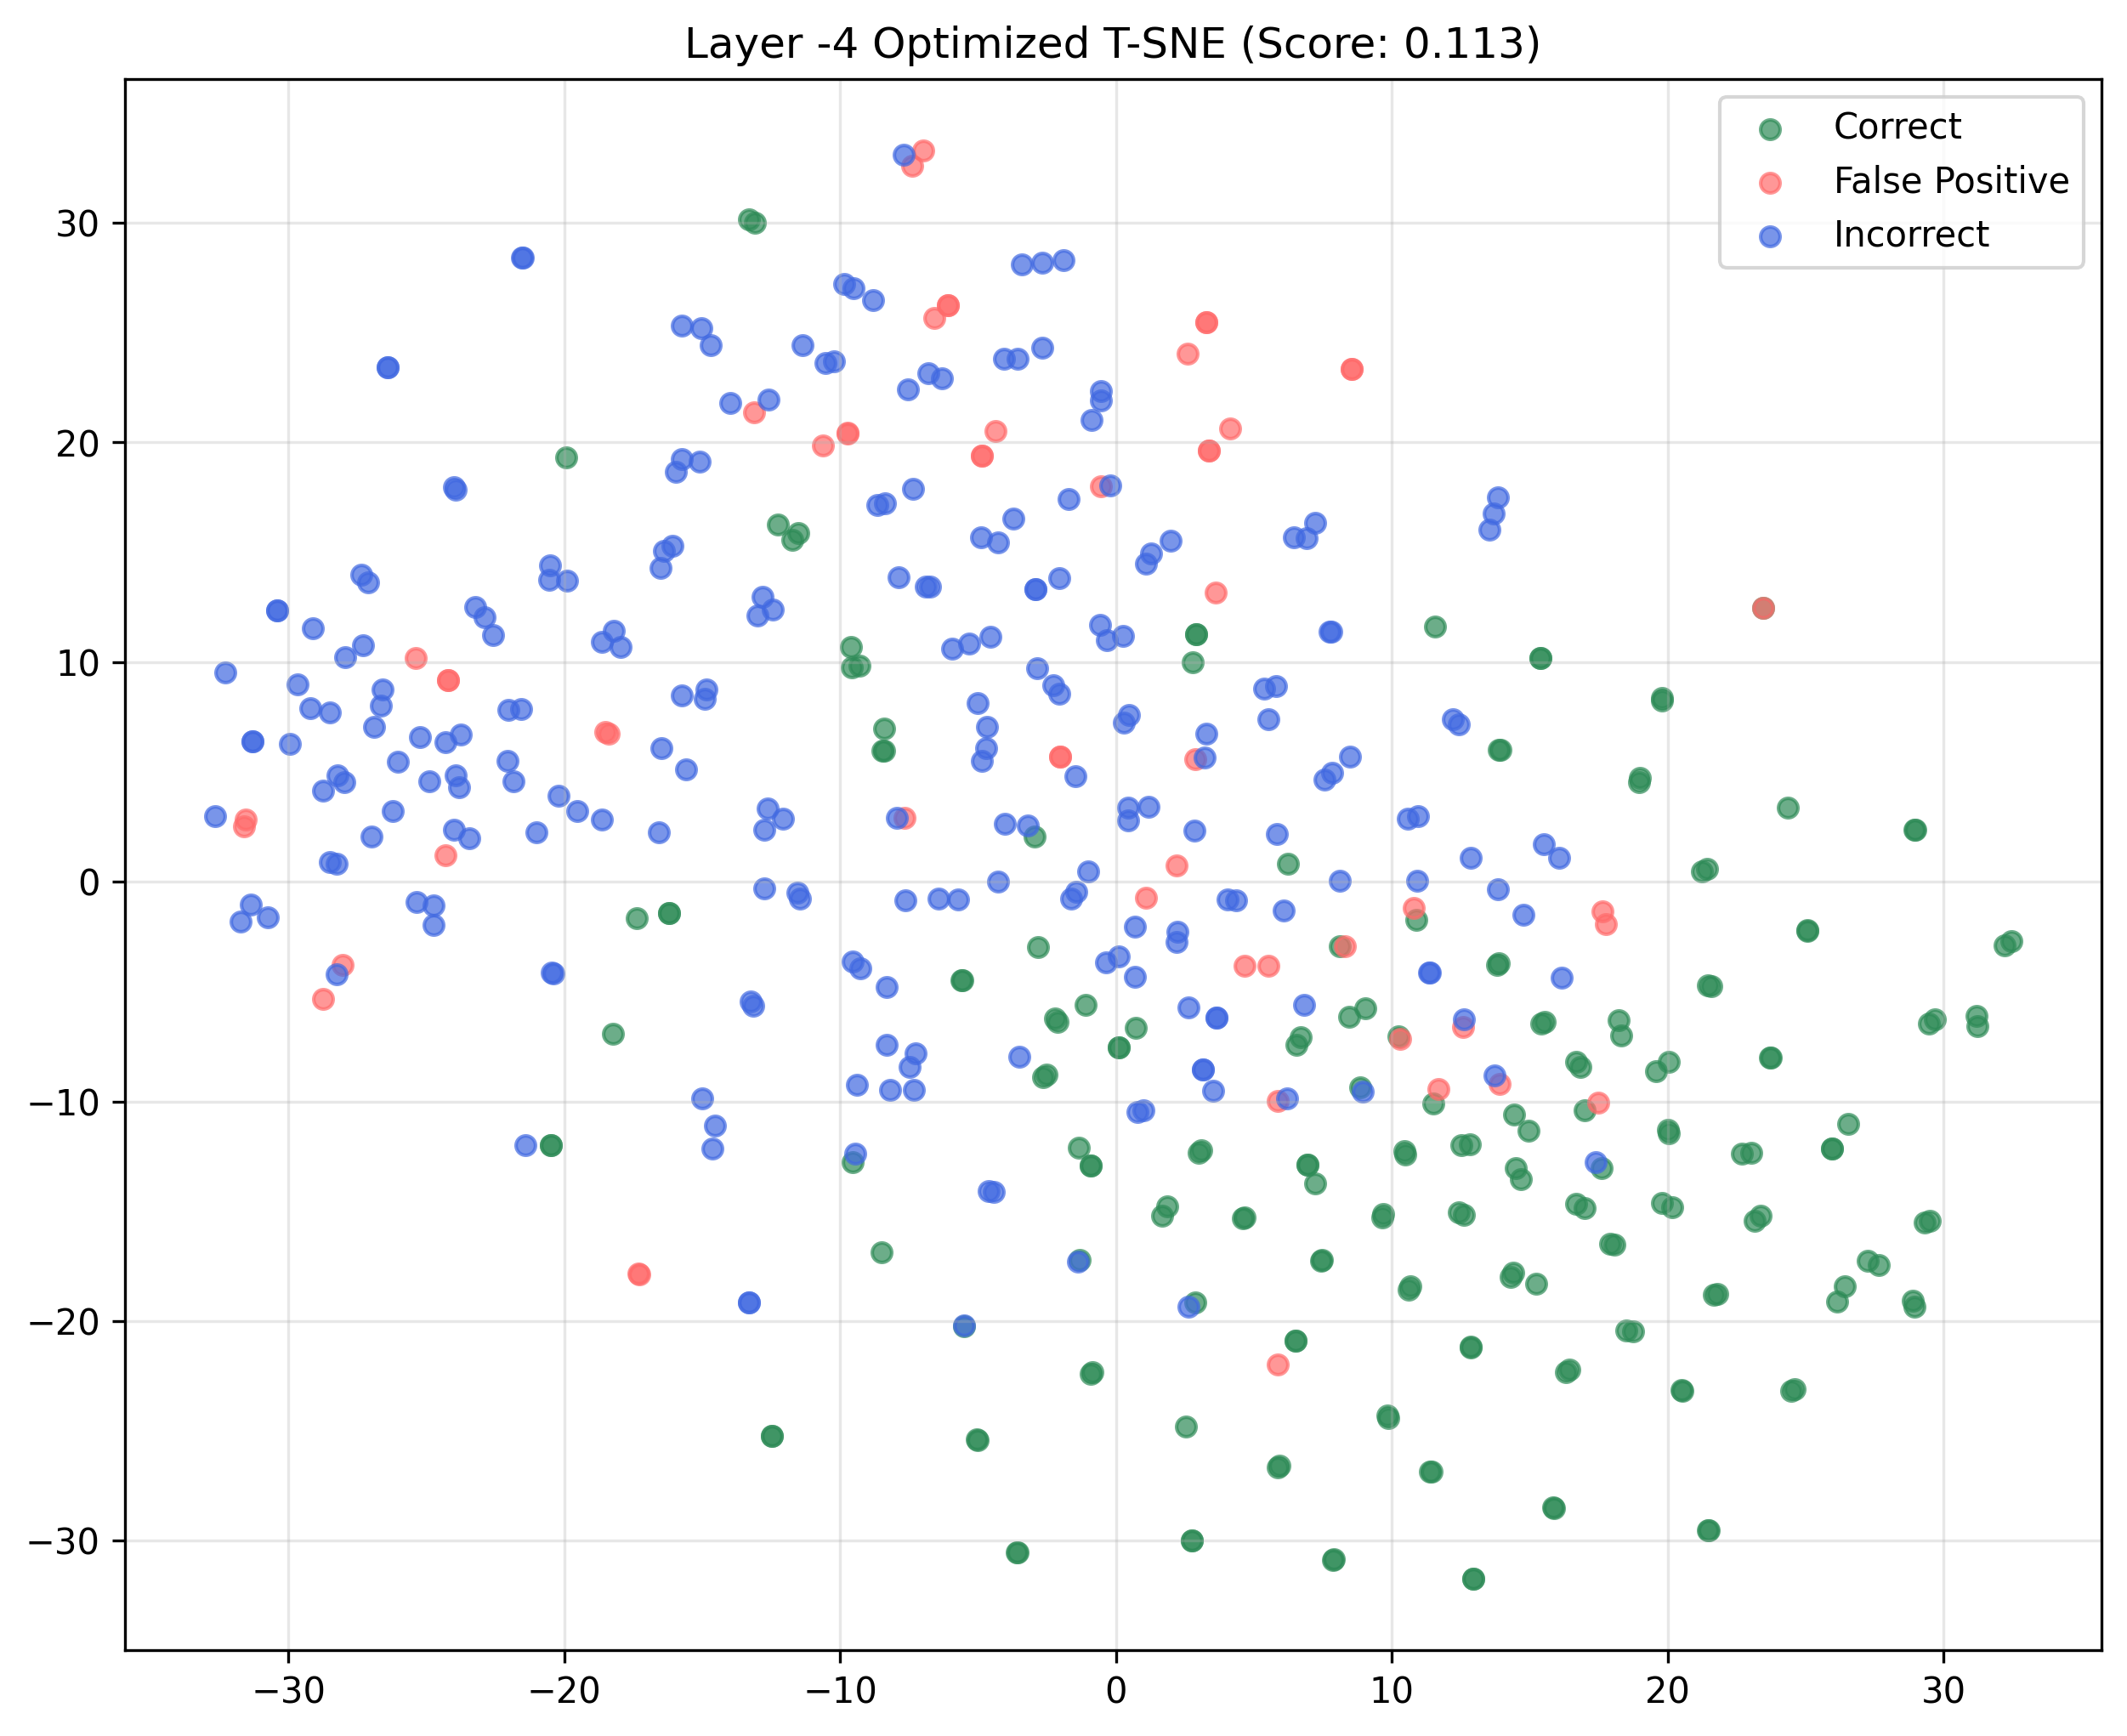 Layer -4 Optimized T-SNE (Score: 0.113)
Correct
False Positive
Incorrect
30
20
10
0
−10
−20
−30
−30 −20 −10 0 10 20 30